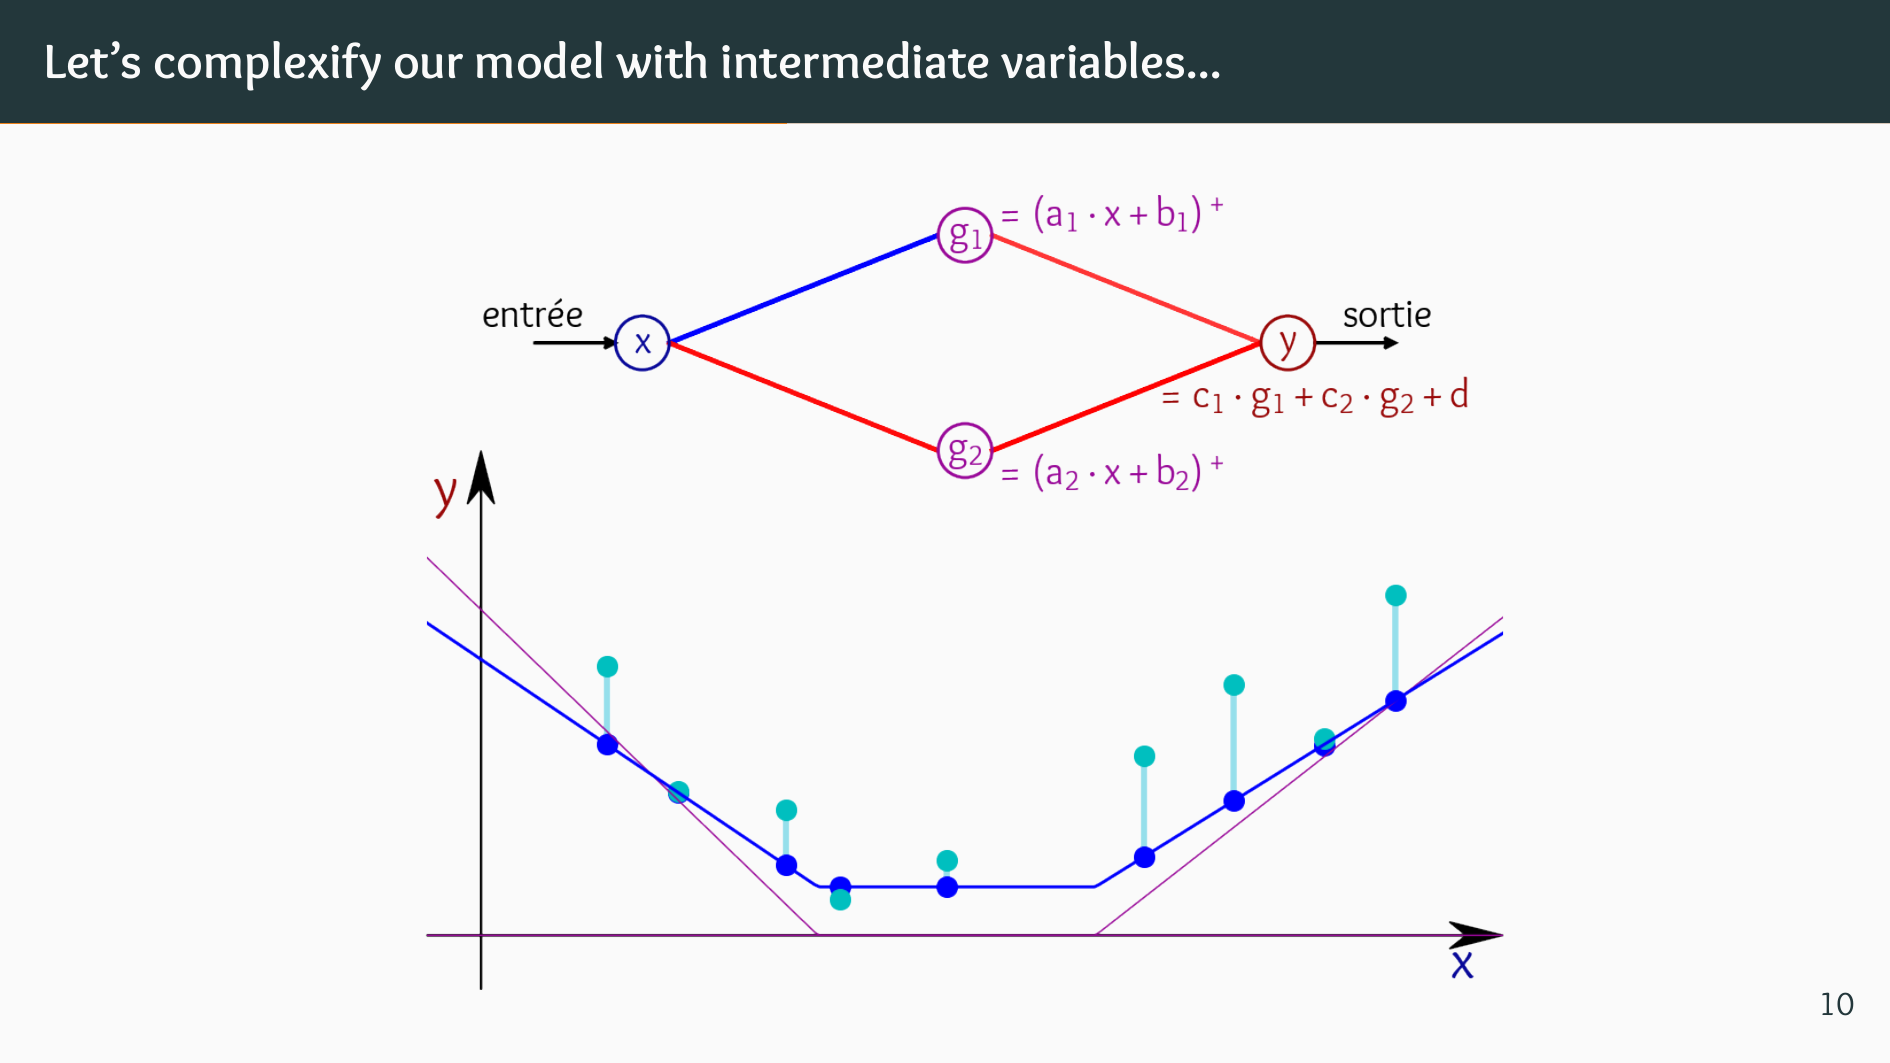 Let's complexify our model with intermediate variables...
g₁ = (a₁ · x + b₁)⁺
entrée
x
y
sortie
= c₁ · g₁ + c₂ · g₂ + d
g₂ = (a₂ · x + b₂)⁺
y
x
10